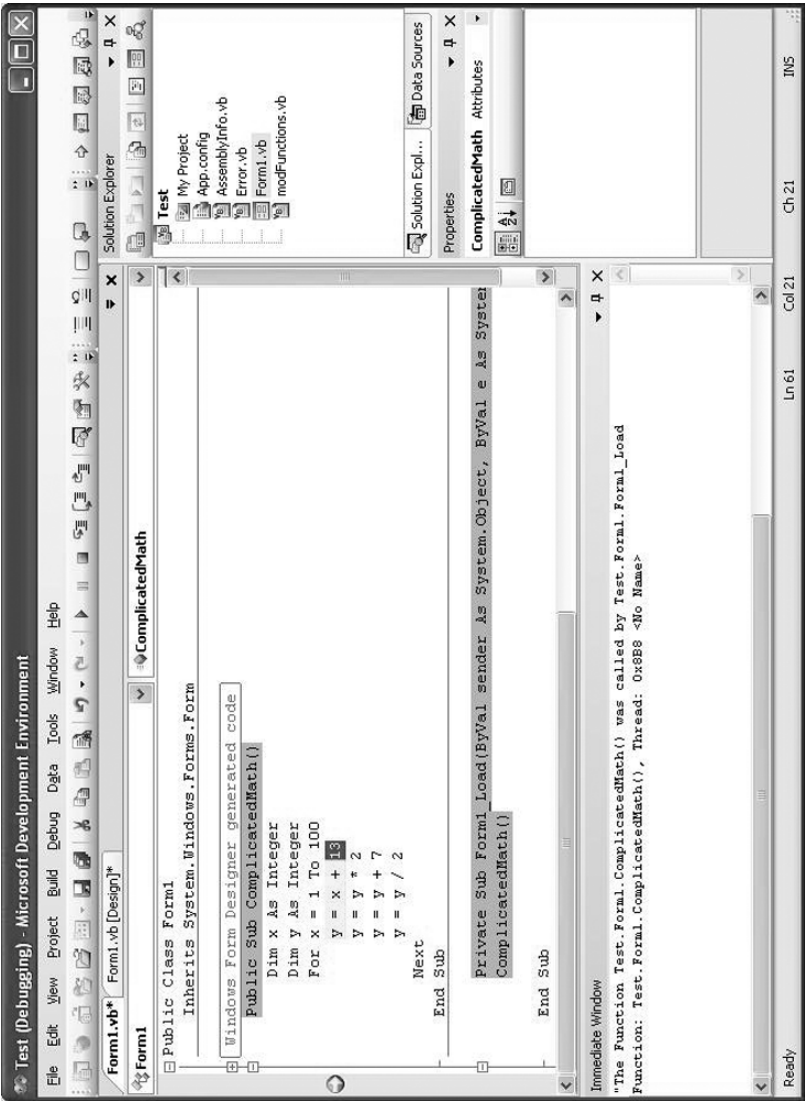 Test (Debugging) - Microsoft Development Environment
File Edit View Project Build Debug Data Tools Window Help
Form1.vb* Form1.vb [Design]*
Form1 ComplicatedMath
Public Class Form1
Inherits System.Windows.Forms.Form
Windows Form Designer generated code
Public Sub ComplicatedMath()
Dim x As Integer
Dim y As Integer
For x = 1 To 100
y = x + 13
y = y * 2
y = y + 7
y = y / 2
Next
End Sub
Private Sub Form1_Load(ByVal sender As System.Object, ByVal e As System
ComplicatedMath()
End Sub
Solution Explorer
Test
My Project
App.config
AssemblyInfo.vb
Error.vb
Form1.vb
modFunctions.vb
Solution Expl... Data Sources
Properties
ComplicatedMath Attributes
Immediate Window
"The Function Test.Form1.ComplicatedMath() was called by Test.Form1.Form1_Load
Function: Test.Form1.ComplicatedMath(), Thread: 0x8B8 <No Name>
Ready Ln 61 Col 21 Ch 21 INS